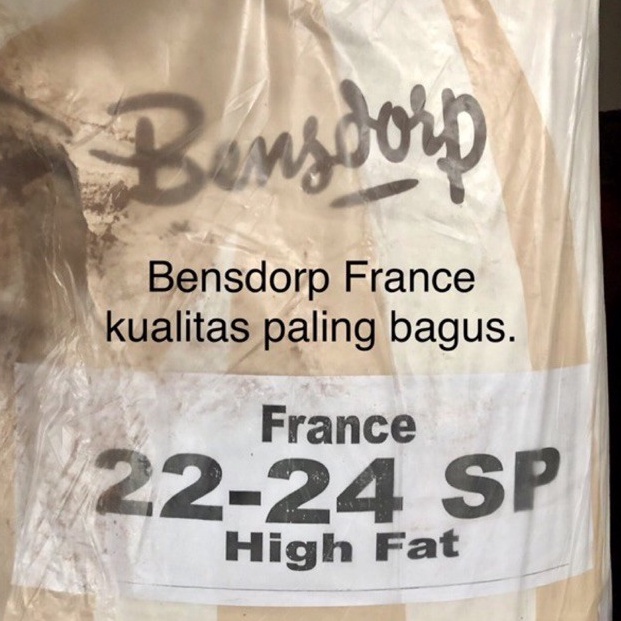 Bensdorp
Bensdorp France
kualitas paling bagus.
France
22-24 SP
High Fat